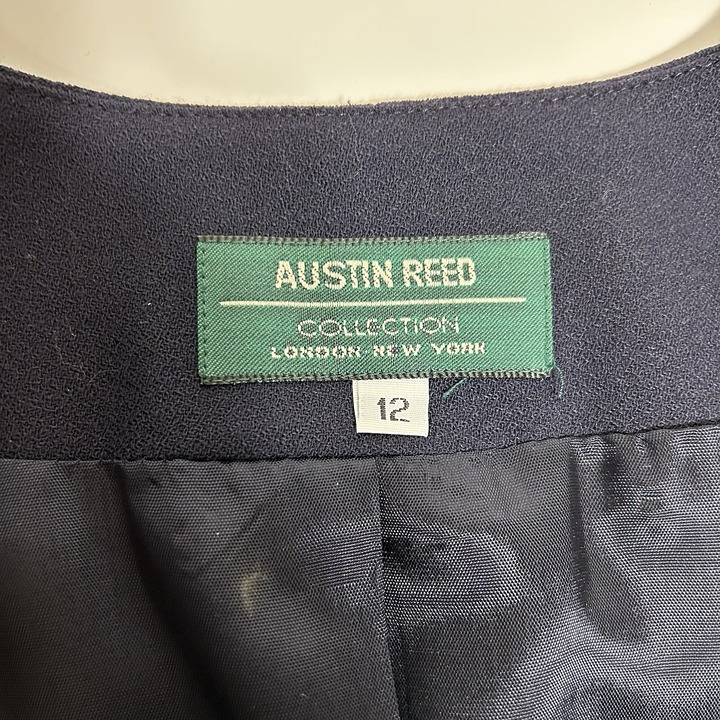 AUSTIN REED
COLLECTION
LONDON NEW YORK
12